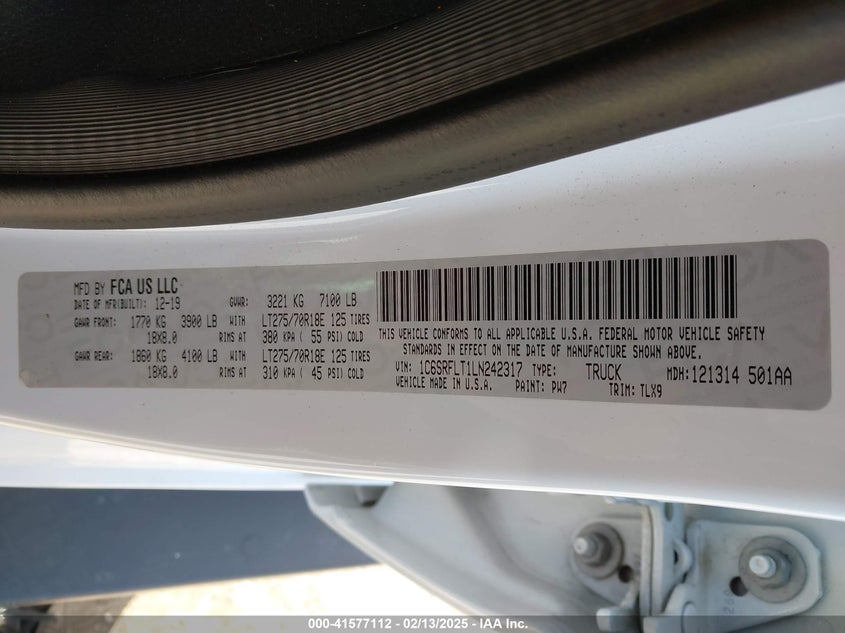 MFD BY FCA US LLC
DATE OF MFR(BUILT): 12-19 GVWR: 3221 KG 7100 LB
GAWR FRONT: 1770 KG 3900 LB WITH LT275/70R18E 125 TIRES
18X8.0 RIMS AT 380 KPA ( 55 PSI) COLD
GAWR REAR: 1860 KG 4100 LB WITH LT275/70R18E 125 TIRES
18X8.0 RIMS AT 310 KPA ( 45 PSI) COLD
THIS VEHICLE CONFORMS TO ALL APPLICABLE U.S.A. FEDERAL MOTOR VEHICLE SAFETY
STANDARDS IN EFFECT ON THE DATE OF MANUFACTURE SHOWN ABOVE.
VIN: 1C6SRFLT1LN242317 TYPE: TRUCK MDH: 121314 501AA
VEHICLE MADE IN U.S.A. PAINT: PW7 TRIM: TLX9
000-41577112 - 02/13/2025 - IAA Inc.